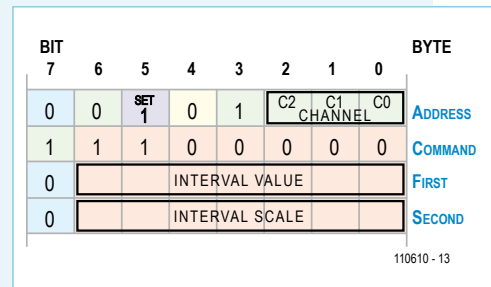 BIT BYTE
7 6 5 4 3 2 1 0
0 0 SET 1 0 1 C2 C1 C0 CHANNEL ADDRESS
1 1 1 0 0 0 0 0 COMMAND
0 INTERVAL VALUE FIRST
0 INTERVAL SCALE SECOND
110610 - 13